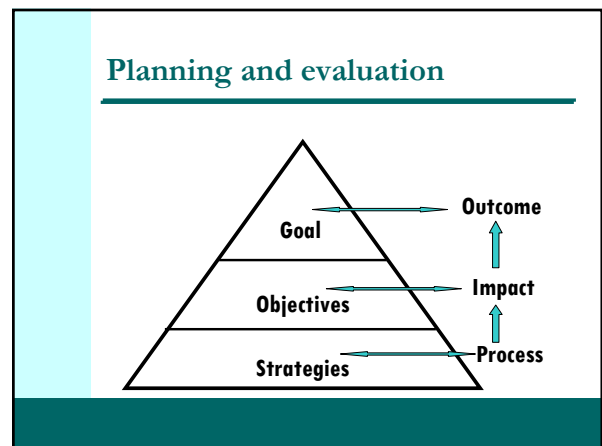 Planning and evaluation
Outcome
Goal
Impact
Objectives
Process
Strategies